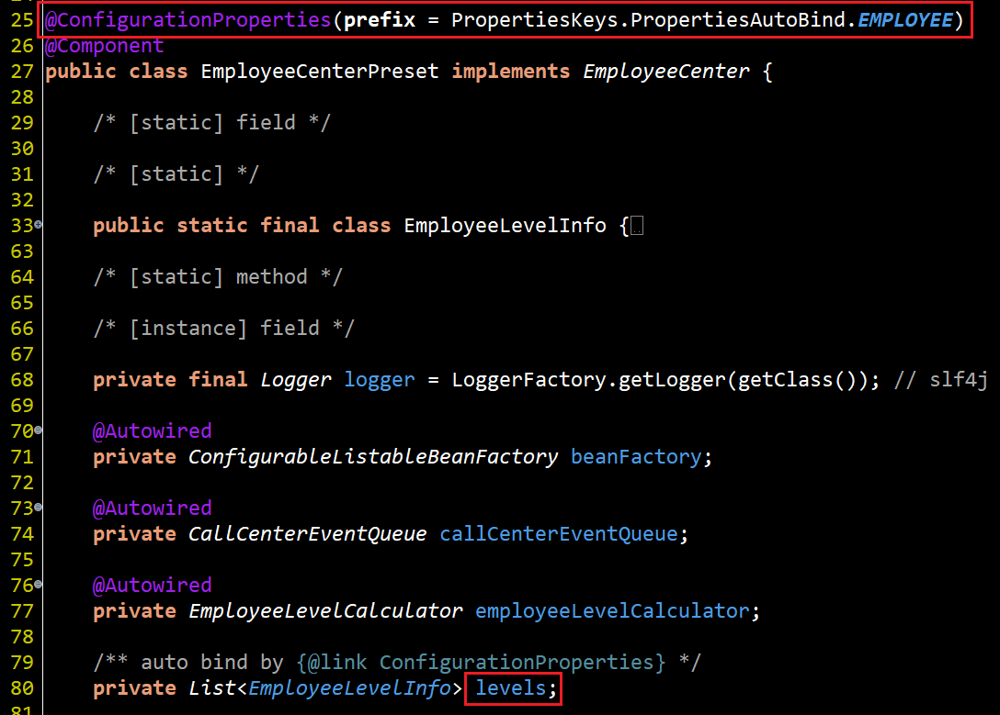 25 @ConfigurationProperties(prefix = PropertiesKeys.PropertiesAutoBind.EMPLOYEE)
26 @Component
27 public class EmployeeCenterPreset implements EmployeeCenter {
28
29 /* [static] field */
30
31 /* [static] */
32
33 public static final class EmployeeLevelInfo {
63
64 /* [static] method */
65
66 /* [instance] field */
67
68 private final Logger logger = LoggerFactory.getLogger(getClass()); // slf4j
69
70 @Autowired
71 private ConfigurableListableBeanFactory beanFactory;
72
73 @Autowired
74 private CallCenterEventQueue callCenterEventQueue;
75
76 @Autowired
77 private EmployeeLevelCalculator employeeLevelCalculator;
78
79 /** auto bind by {@link ConfigurationProperties} */
80 private List<EmployeeLevelInfo> levels;
81